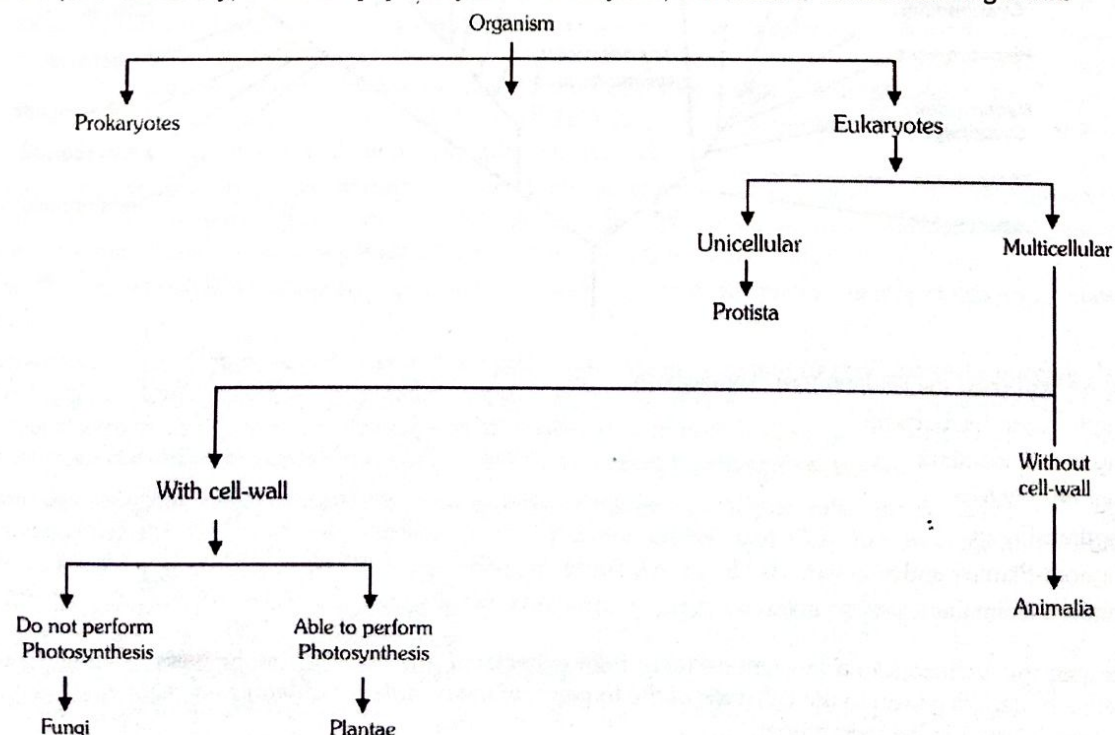 Organism
Prokaryotes
Eukaryotes
Unicellular
Multicellular
Protista
With cell-wall
Without
cell-wall
Do not perform
Photosynthesis
Able to perform
Photosynthesis
Animalia
Fungi
Plantae